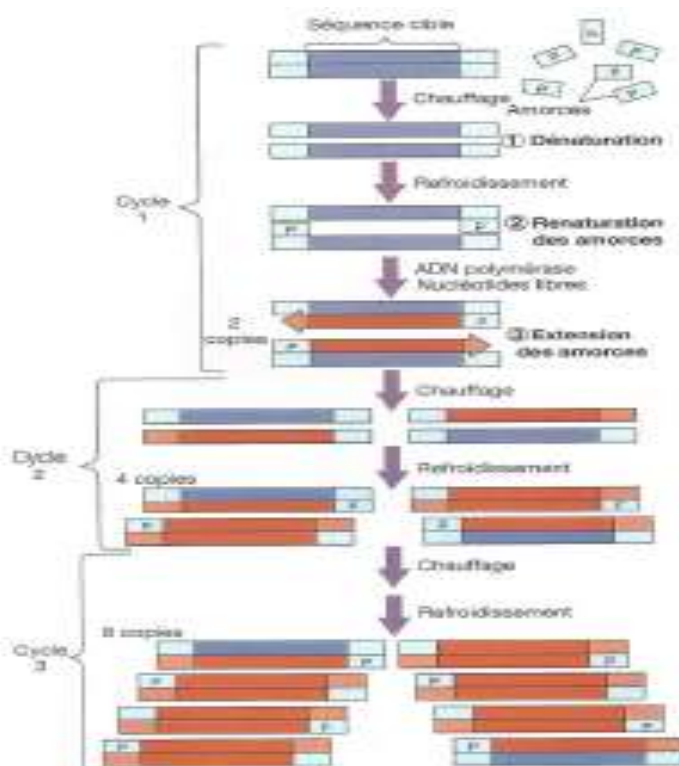 Séquence cible
P
P
P
P
P
Chauffage
Amorces
① Dénaturation
Refroidissement
Cycle
1
P
P
② Renaturation
des amorces
ADN polymérase
Nucléotides libres
2
copies
P
P
③ Extension
des amorces
Chauffage
Cycle
2
Refroidissement
4 copies
P
P
P
P
Chauffage
Refroidissement
8 copies
Cycle
3
P
P
P
P
P
P
P